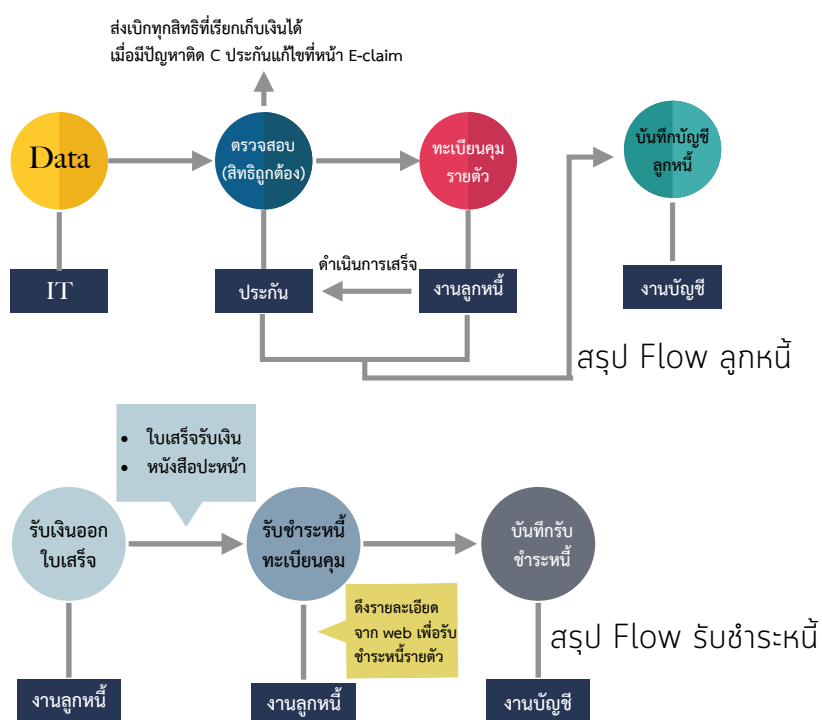 ส่งเบิกทุกสิทธิที่เรียกเก็บเงินได้
เมื่อมีปัญหาติด C ประกันแก้ไขที่หน้า E-claim
Data
ตรวจสอบ
(สิทธิถูกต้อง)
ทะเบียนคุม
รายตัว
บันทึกบัญชี
ลูกหนี้
IT
ประกัน
ดำเนินการเสร็จ
งานลูกหนี้
งานบัญชี
สรุป Flow ลูกหนี้
• ใบเสร็จรับเงิน
• หนังสือปะหน้า
รับเงินออก
ใบเสร็จ
รับชำระหนี้
ทะเบียนคุม
บันทึกรับ
ชำระหนี้
ดึงรายละเอียด
จาก web เพื่อรับ
ชำระหนี้รายตัว
สรุป Flow รับชำระหนี้
งานลูกหนี้
งานลูกหนี้
งานบัญชี